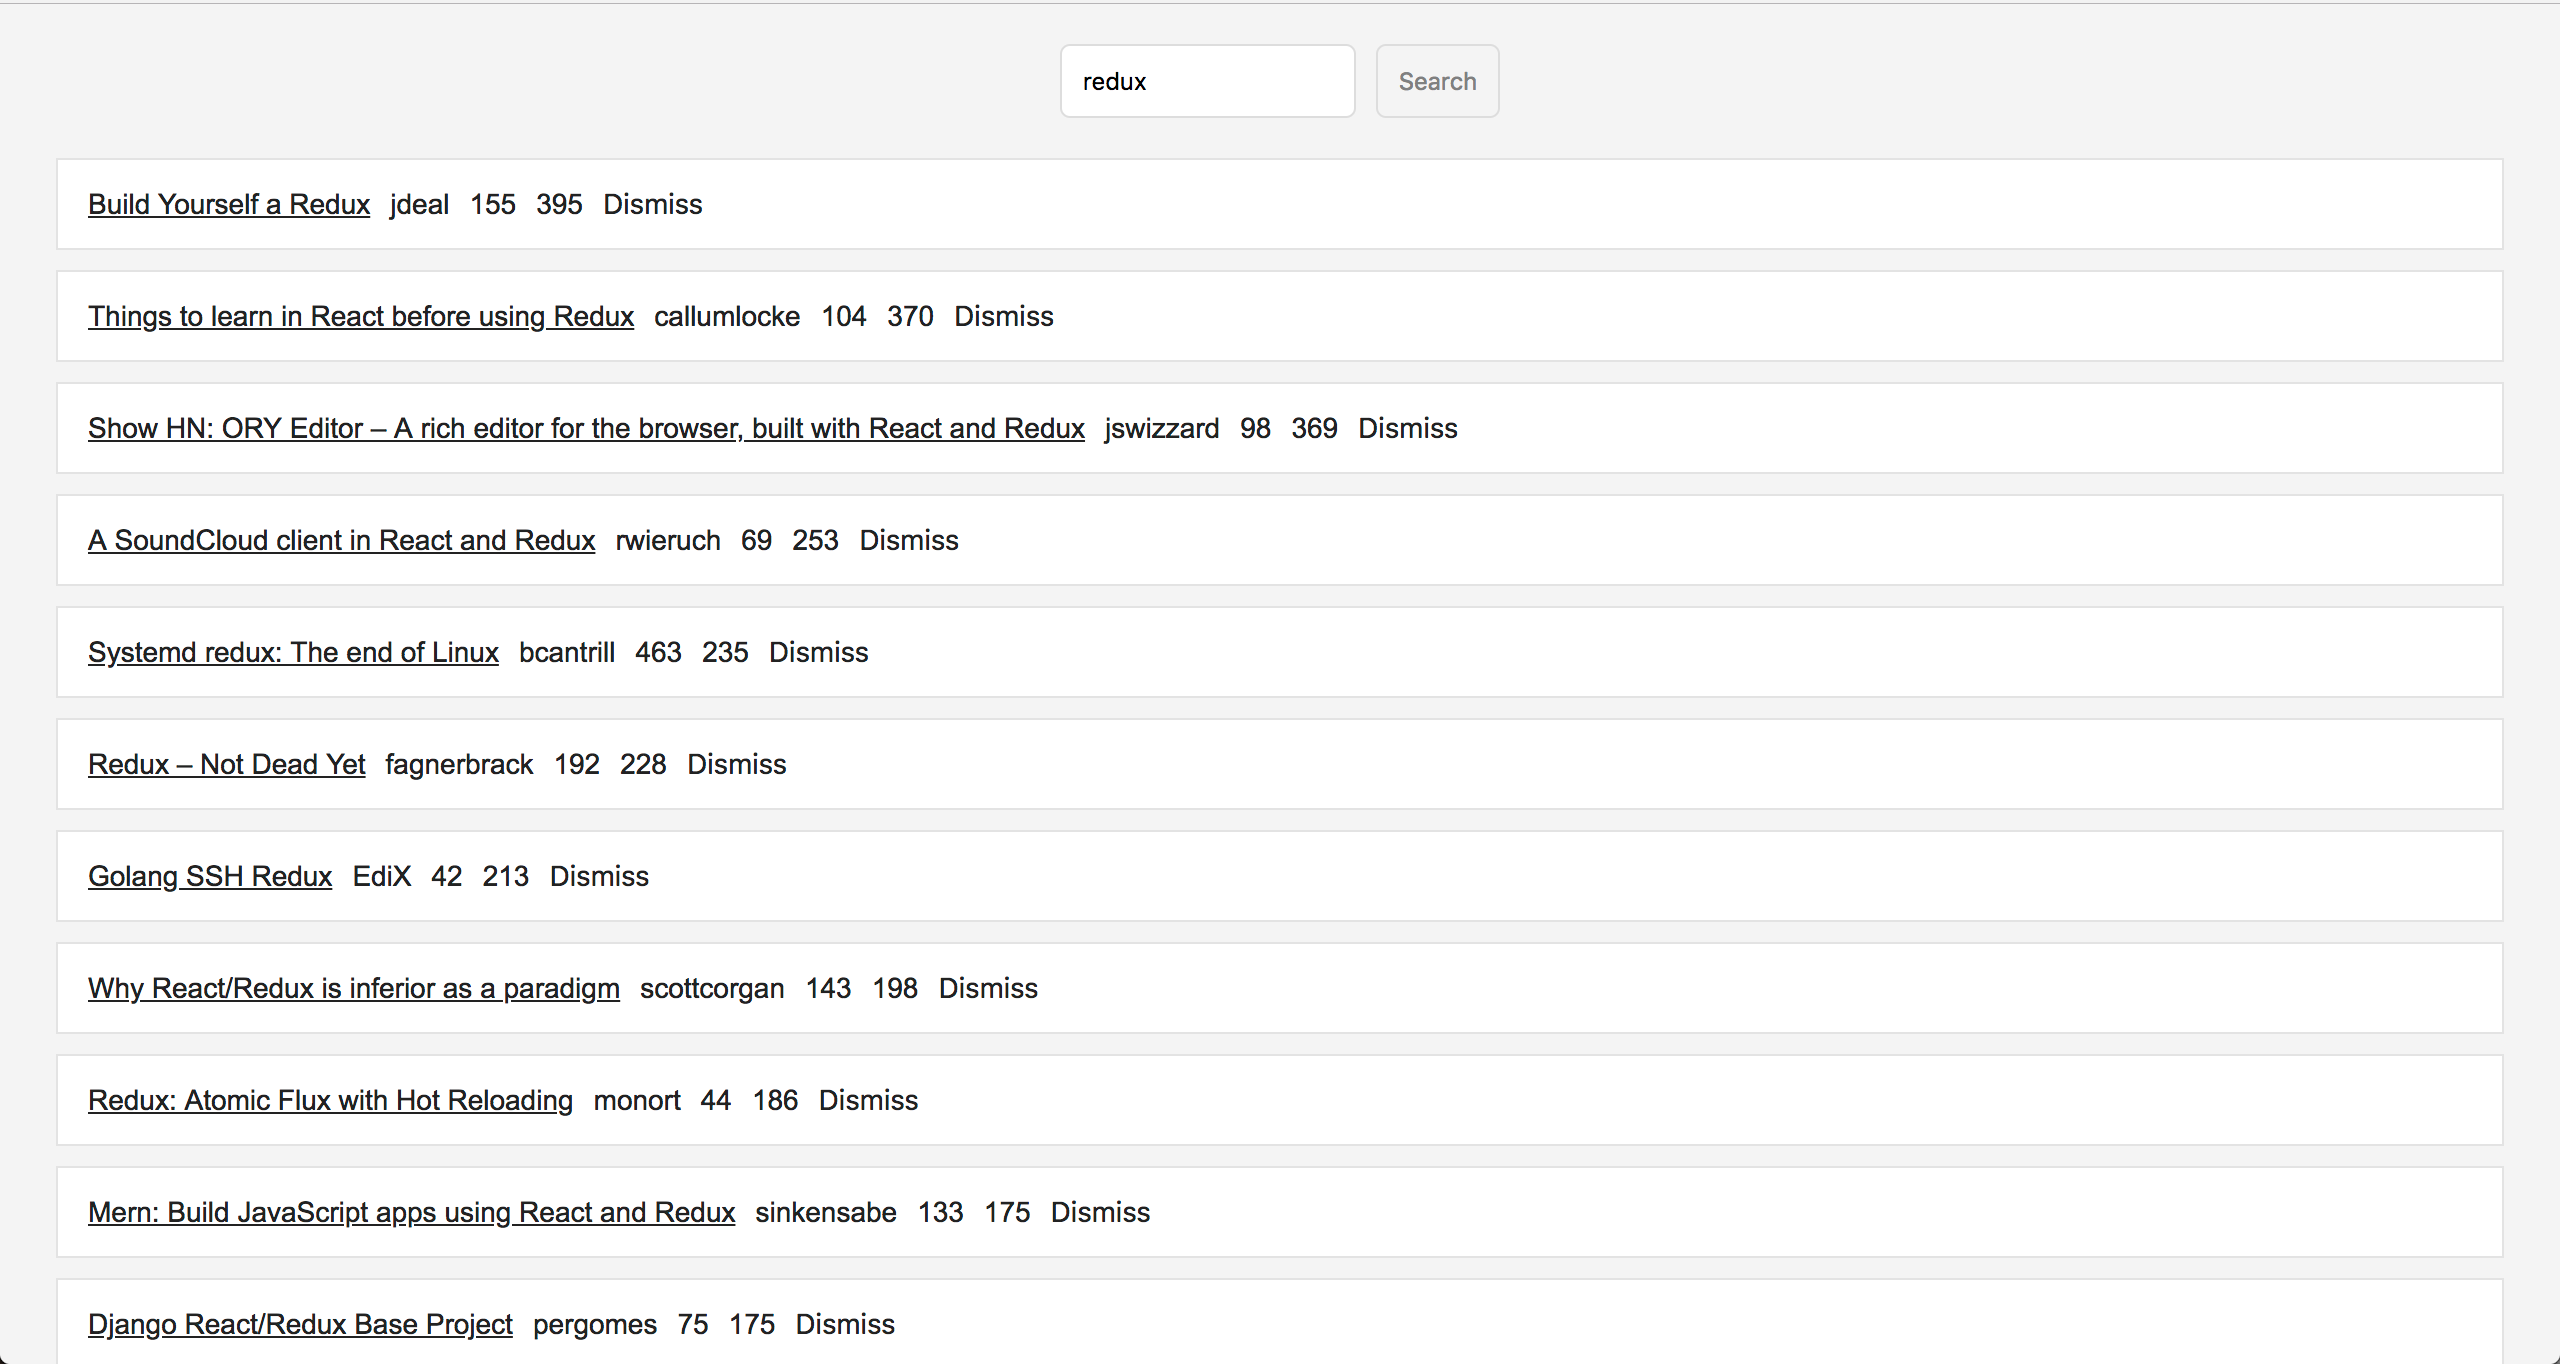 redux Search
Build Yourself a Redux jdeal 155 395 Dismiss
Things to learn in React before using Redux callumlocke 104 370 Dismiss
Show HN: ORY Editor – A rich editor for the browser, built with React and Redux jswizzard 98 369 Dismiss
A SoundCloud client in React and Redux rwieruch 69 253 Dismiss
Systemd redux: The end of Linux bcantrill 463 235 Dismiss
Redux – Not Dead Yet fagnerbrack 192 228 Dismiss
Golang SSH Redux EdiX 42 213 Dismiss
Why React/Redux is inferior as a paradigm scottcorgan 143 198 Dismiss
Redux: Atomic Flux with Hot Reloading monort 44 186 Dismiss
Mern: Build JavaScript apps using React and Redux sinkensabe 133 175 Dismiss
Django React/Redux Base Project pergomes 75 175 Dismiss